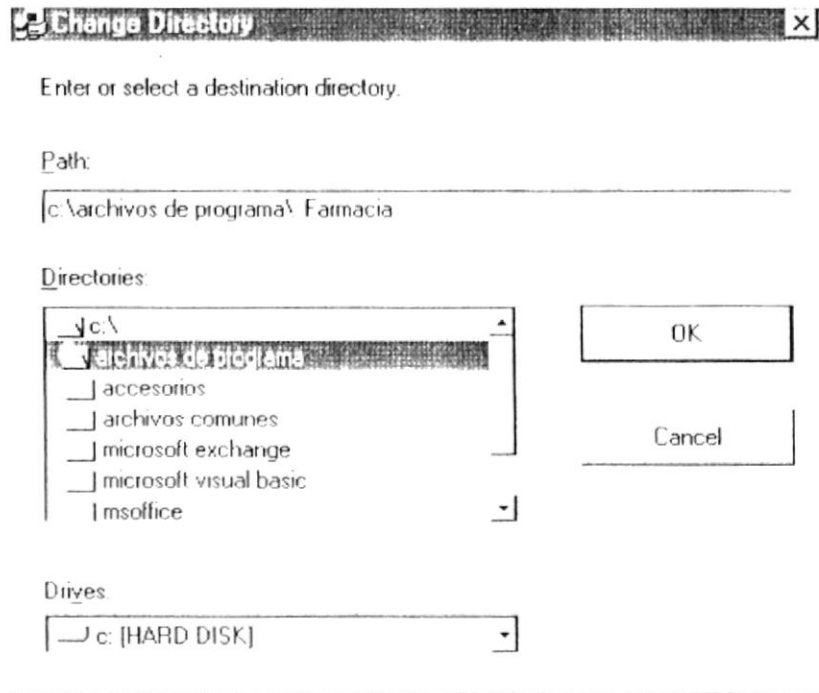 Change Directory
Enter or select a destination directory.
Path:
c:\archivos de programa\ Farmacia
Directories:
c:\
archivos de programa
accesorios
archivos comunes
microsoft exchange
microsoft visual basic
msoffice
OK
Cancel
Drives:
c: [HARD DISK]